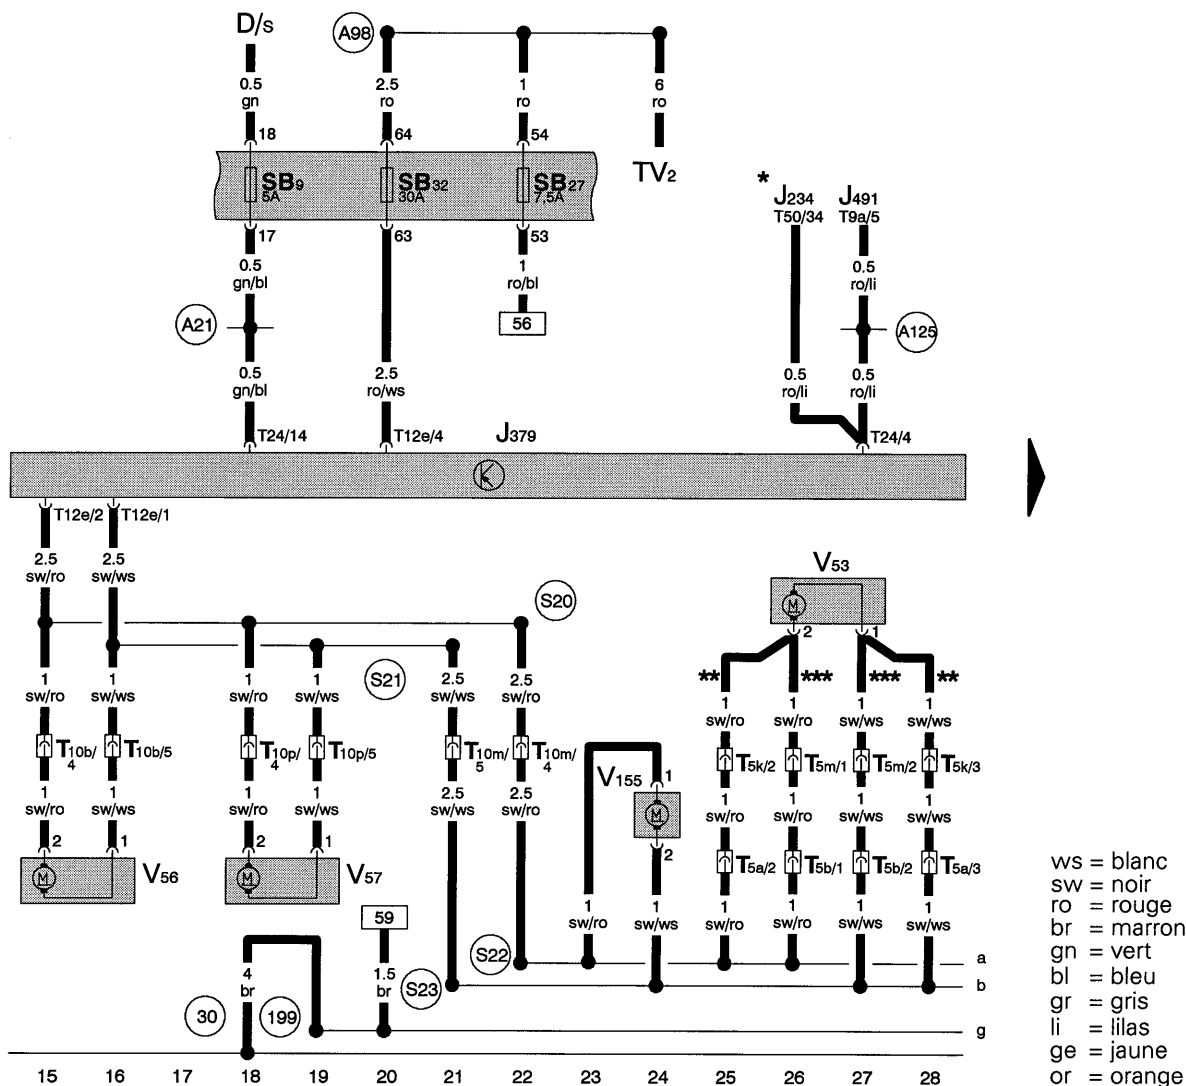 D/s
A98
0.5 2.5 1 6
gn ro ro ro
18 64 54
TV2
SB9 SB32 SB27
5A 30A 7,5A
* J234 J491
T50/34 T9a/5
17 63 53
0.5 1 0.5
gn/bl ro/bl ro/li
A21 56 A125
0.5 2.5 0.5 0.5
gn/bl ro/ws ro/li ro/li
T24/14 T12e/4 J379 T24/4
T12e/2 T12e/1
2.5 2.5
sw/ro sw/ws
V53
M
S20
2 1
S21
** *** *** **
1 1 1 1 2.5 2.5
sw/ro sw/ws sw/ro sw/ws sw/ws sw/ro
1 1 1 1
sw/ro sw/ro sw/ws sw/ws
T10b/4 T10b/5 T10p/4 T10p/5 T10m/5 T10m/4
T5k/2 T5m/1 T5m/2 T5k/3
V155 1
M
2
1 1 1 1 2.5 2.5
sw/ro sw/ws sw/ro sw/ws sw/ws sw/ro
1 1 1 1
sw/ro sw/ro sw/ws sw/ws
2 1 2 1
M V56 M V57
T5a/2 T5b/1 T5b/2 T5a/3
59
1 1 1 1 1 1
sw/ro sw/ws sw/ro sw/ro sw/ws sw/ws
S22 a
4 1.5
br br
S23 b
30 199 g
15 16 17 18 19 20 21 22 23 24 25 26 27 28
ws = blanc
sw = noir
ro = rouge
br = marron
gn = vert
bl = bleu
gr = gris
li = lilas
ge = jaune
or = orange